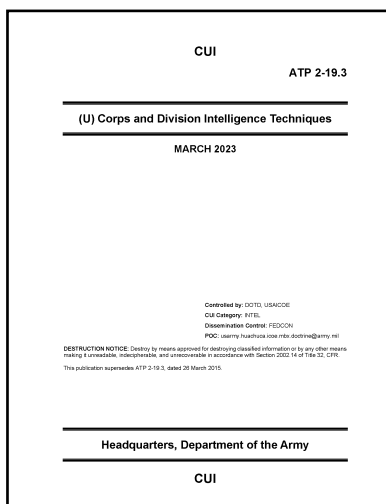 CUI
ATP 2-19.3
(U) Corps and Division Intelligence Techniques
MARCH 2023
Controlled by: DOTD, USAICOE
CUI Category: INTEL
Dissemination Control: FEDCON
POC: usarmy.huachuca.icoe.mbx.doctrine@army.mil
DESTRUCTION NOTICE: Destroy by means approved for destroying classified information or by any other means
making it unreadable, indecipherable, and unrecoverable in accordance with Section 2002.14 of Title 32, CFR.
This publication supersedes ATP 2-19.3, dated 26 March 2015.
Headquarters, Department of the Army
CUI